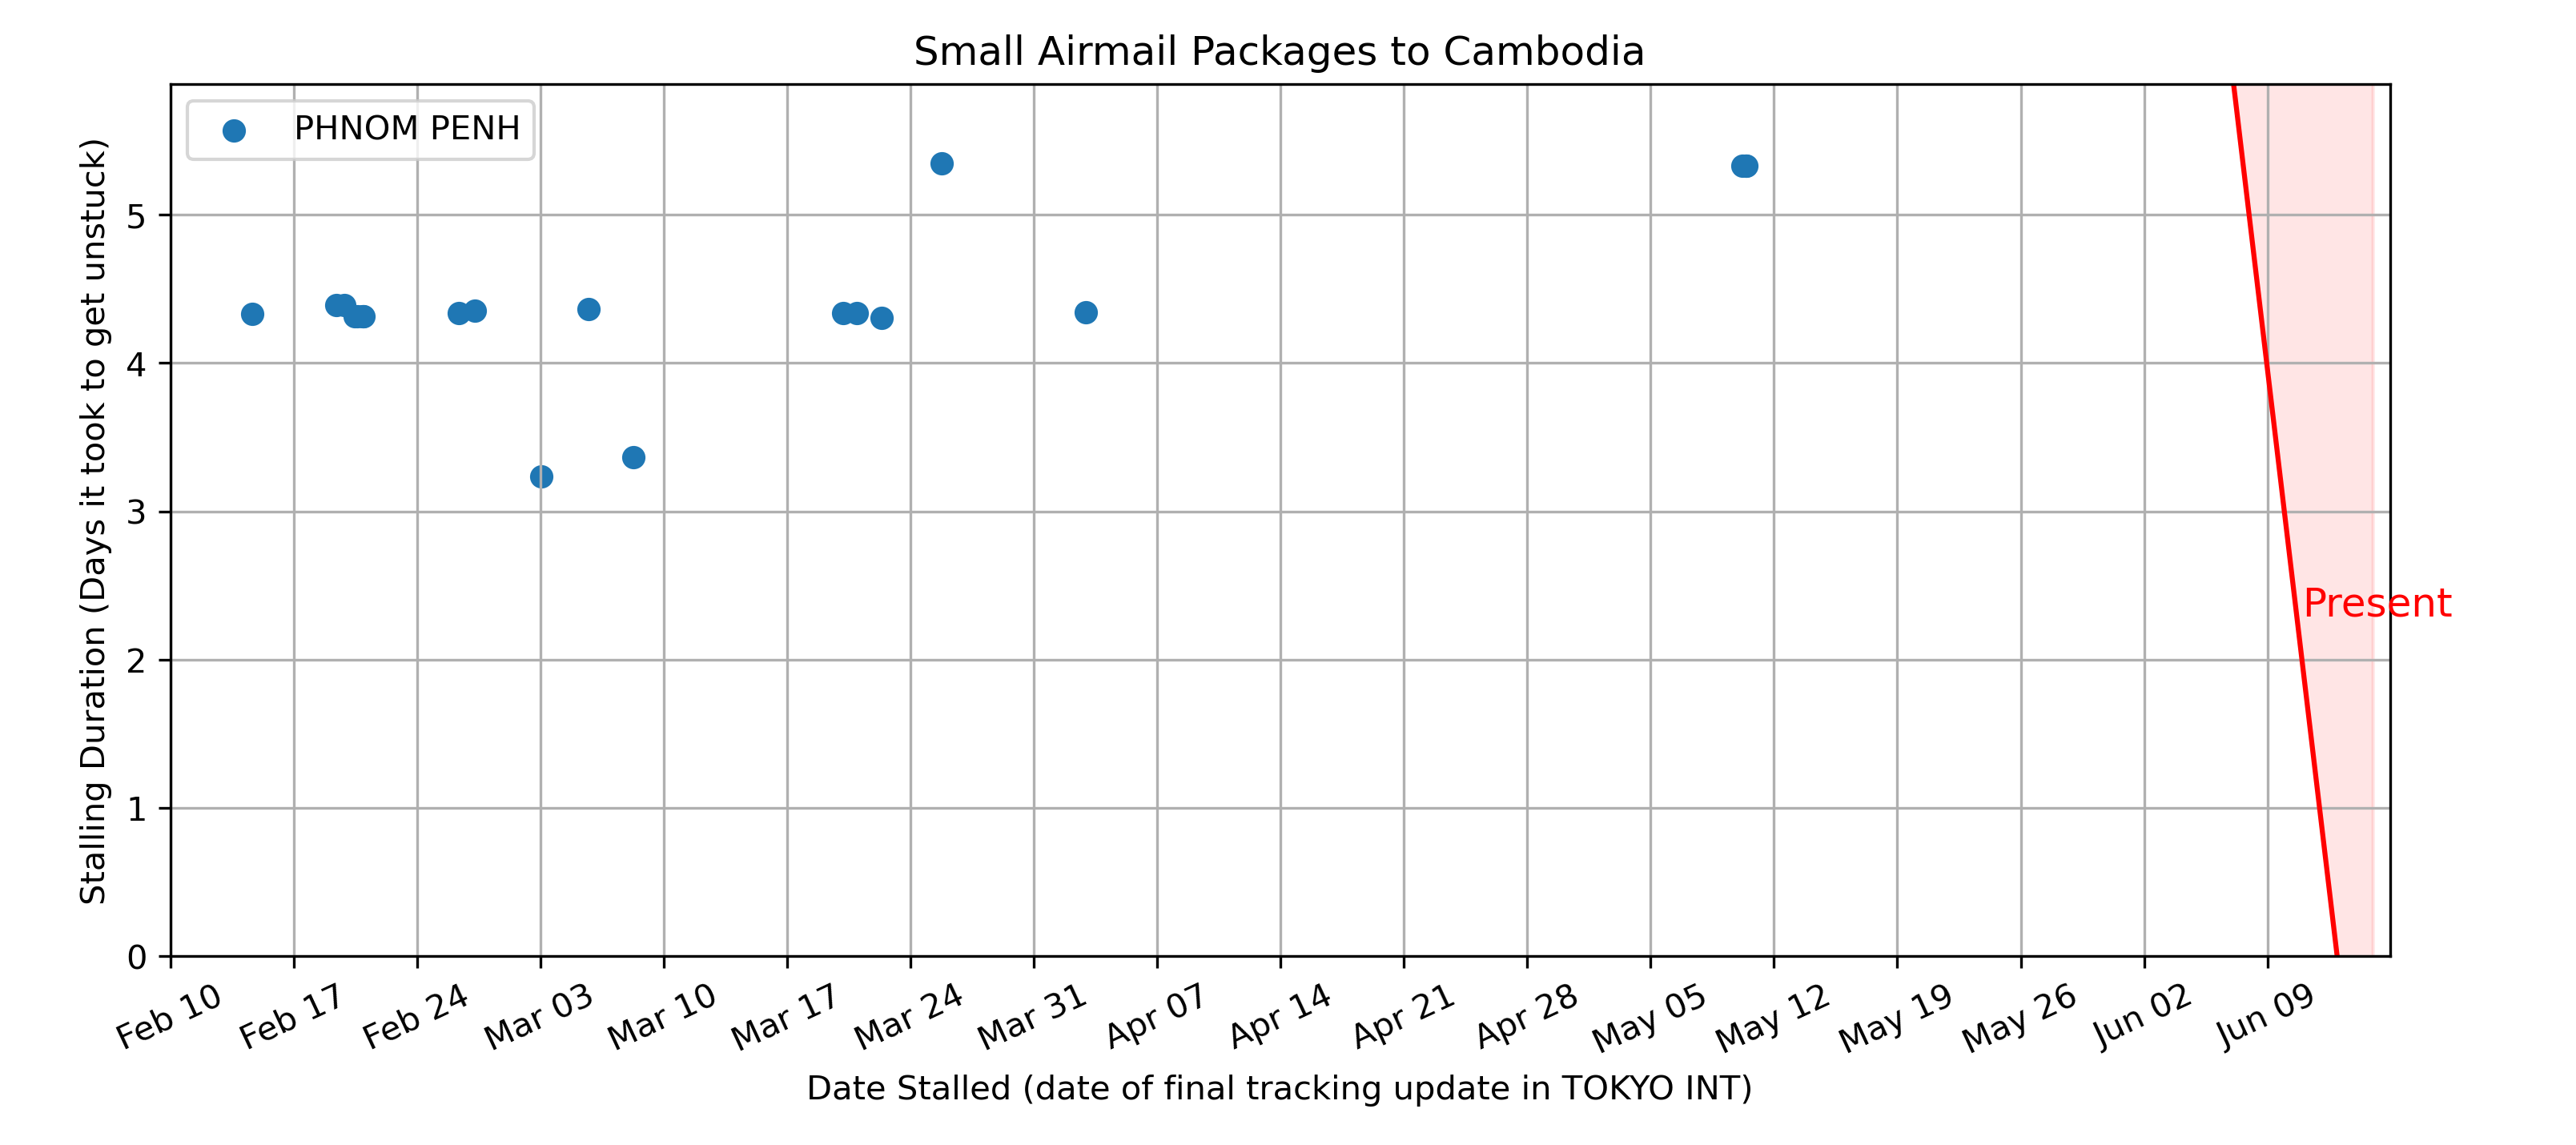 Small Airmail Packages to Cambodia
PHNOM PENH
Stalling Duration (Days it took to get unstuck)
5
4
3
2
1
0
Present
Feb 10
Feb 17
Feb 24
Mar 03
Mar 10
Mar 17
Mar 24
Mar 31
Apr 07
Apr 14
Apr 21
Apr 28
May 05
May 12
May 19
May 26
Jun 02
Jun 09
Date Stalled (date of final tracking update in TOKYO INT)